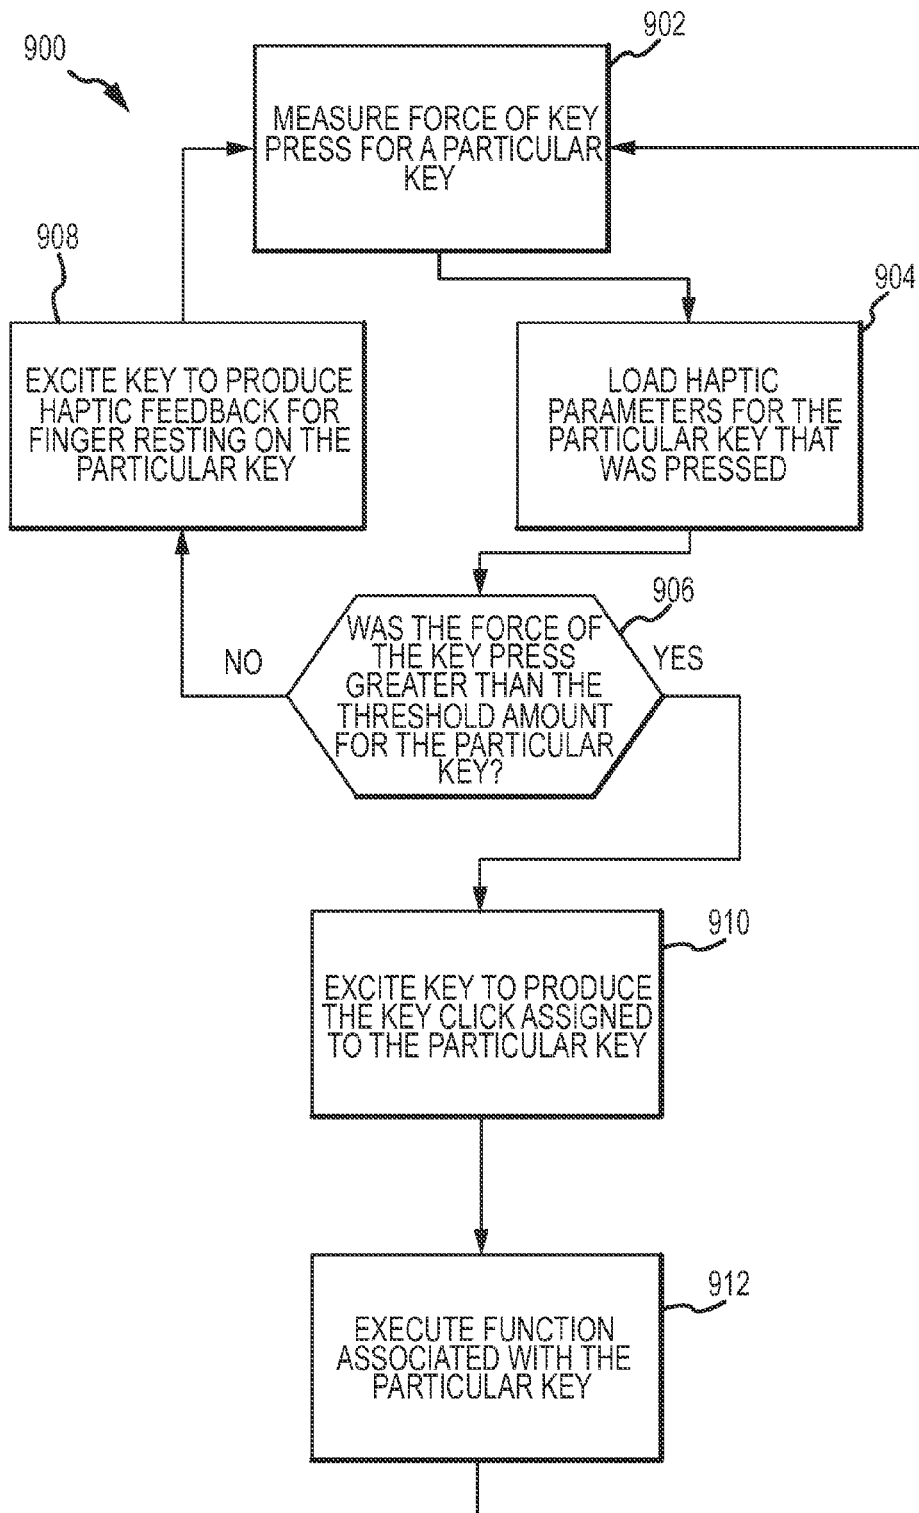 900
902
MEASURE FORCE OF KEY
PRESS FOR A PARTICULAR
KEY
908
904
EXCITE KEY TO PRODUCE
HAPTIC FEEDBACK FOR
FINGER RESTING ON THE
PARTICULAR KEY
LOAD HAPTIC
PARAMETERS FOR THE
PARTICULAR KEY THAT
WAS PRESSED
906
NO
WAS THE FORCE OF
THE KEY PRESS
GREATER THAN THE
THRESHOLD AMOUNT
FOR THE PARTICULAR
KEY?
YES
910
EXCITE KEY TO PRODUCE
THE KEY CLICK ASSIGNED
TO THE PARTICULAR KEY
912
EXECUTE FUNCTION
ASSOCIATED WITH THE
PARTICULAR KEY